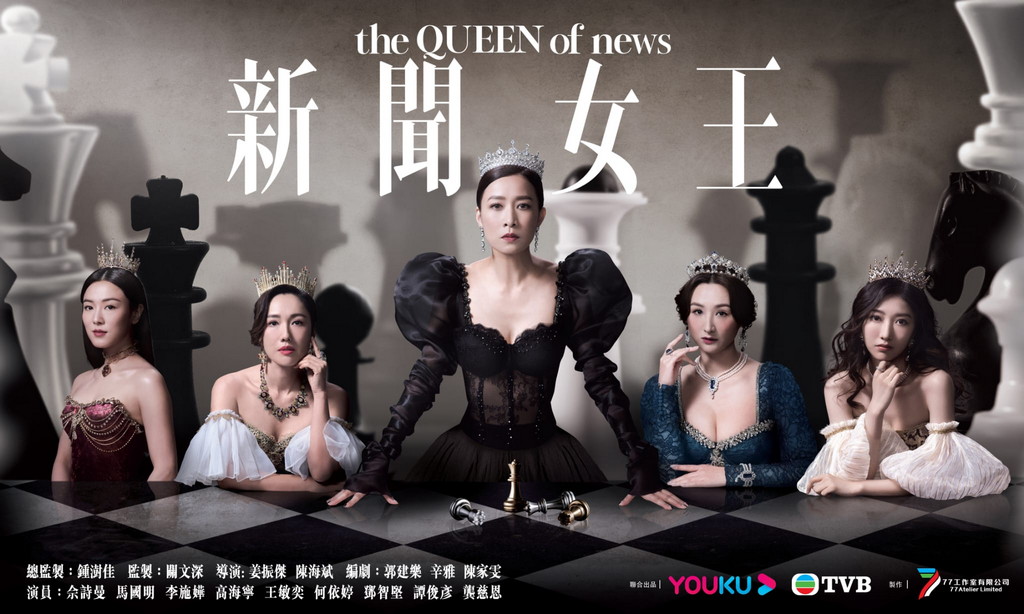 the QUEEN of news
新聞女王
總監製：鍾澍佳 監製：關文深 導演：姜振傑 陳海斌 編劇：郭建樂 辛雅 陳家雯
演員：佘詩曼 馬國明 李施嬅 高海寧 王敏奕 何依婷 鄧智堅 譚俊彥 龔慈恩
聯合出品 YOUKU TVB 製作 77工作室有限公司
77Atelier Limited